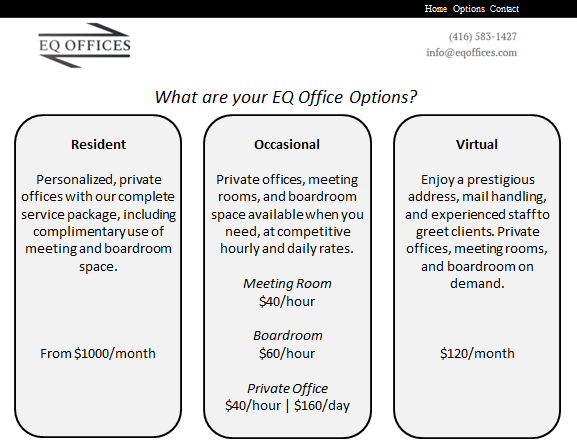 Home Options Contact
EQ OFFICES
(416) 583-1427
info@eqoffices.com
What are your EQ Office Options?
Resident
Personalized, private
offices with our complete
service package, including
complimentary use of
meeting and boardroom
space.
From $1000/month
Occasional
Private offices, meeting
rooms, and boardroom
space available when you
need, at competitive
hourly and daily rates.
Meeting Room
$40/hour
Boardroom
$60/hour
Private Office
$40/hour | $160/day
Virtual
Enjoy a prestigious
address, mail handling,
and experienced staff to
greet clients. Private
offices, meeting rooms,
and boardroom on
demand.
$120/month